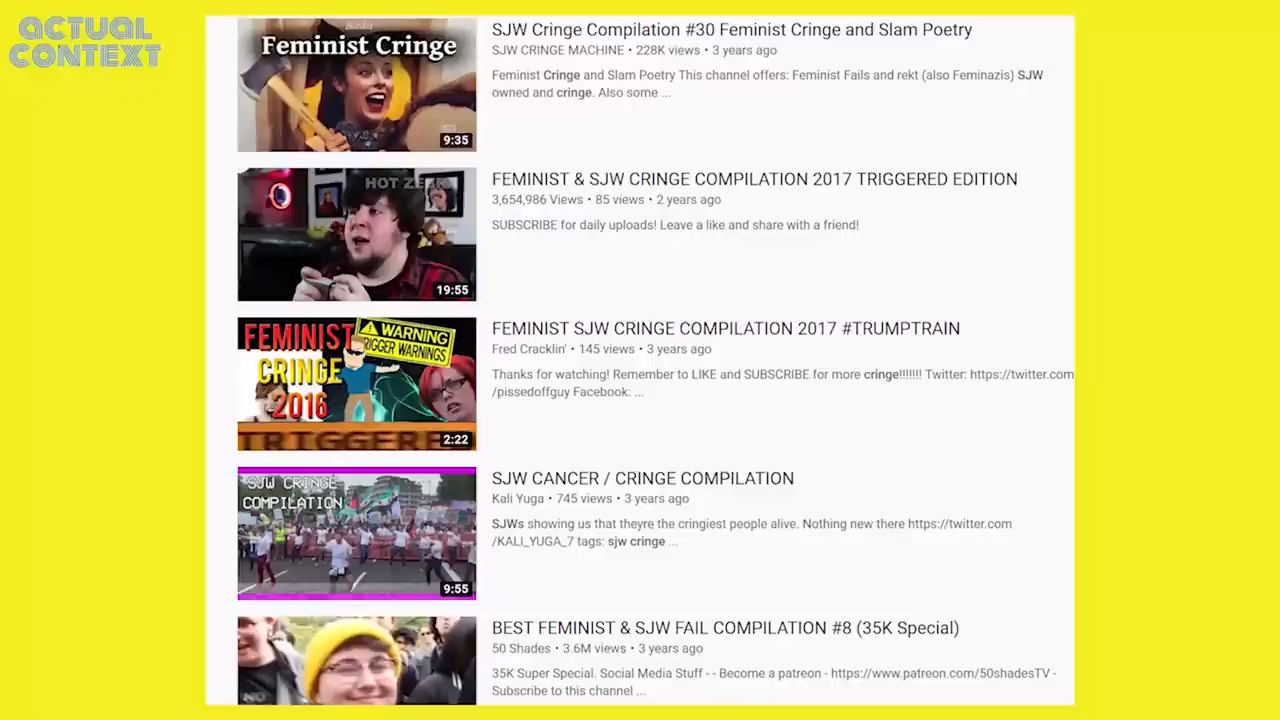 ACTUAL
CONTEXT
Feminist Cringe
9:35
SJW Cringe Compilation #30 Feminist Cringe and Slam Poetry
SJW CRINGE MACHINE • 228K views • 3 years ago
Feminist Cringe and Slam Poetry This channel offers: Feminist Fails and rekt (also Feminazis) SJW
owned and cringe. Also some ...
HOT
19:55
FEMINIST & SJW CRINGE COMPILATION 2017 TRIGGERED EDITION
3,654,986 Views • 85 views • 2 years ago
SUBSCRIBE for daily uploads! Leave a like and share with a friend!
FEMINIST
CRINGE
2016
WARNING
TRIGGER WARNINGS
TRIGGERE
2:22
FEMINIST SJW CRINGE COMPILATION 2017 #TRUMPTRAIN
Fred Cracklin' • 145 views • 3 years ago
Thanks for watching! Remember to LIKE and SUBSCRIBE for more cringe!!!!!!! Twitter: https://twitter.com
/pissedoffguy Facebook: ...
SJW CRINGE
COMPILATION
9:55
SJW CANCER / CRINGE COMPILATION
Kali Yuga • 745 views • 3 years ago
SJWs showing us that theyre the cringiest people alive. Nothing new there https://twitter.com
/KALI_YUGA_7 tags: sjw cringe ...
BEST FEMINIST & SJW FAIL COMPILATION #8 (35K Special)
50 Shades • 3.6M views • 3 years ago
35K Super Special. Social Media Stuff - - Become a patreon - https://www.patreon.com/50shadesTV -
Subscribe to this channel ...